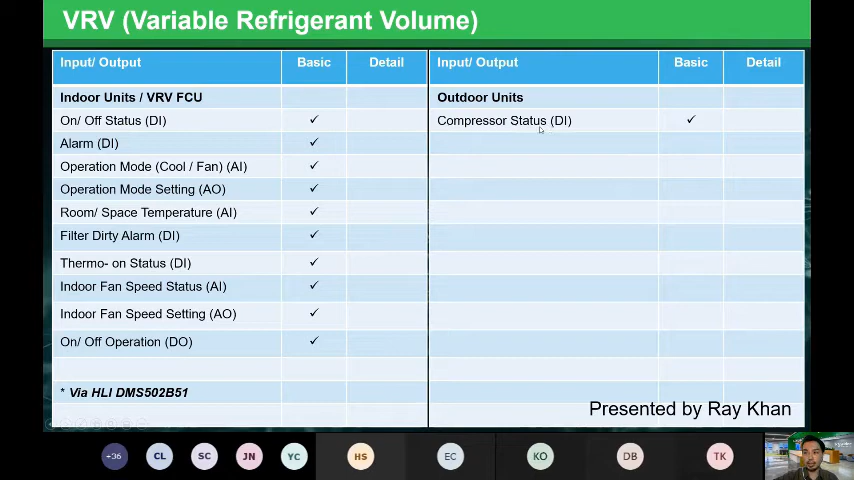 VRV (Variable Refrigerant Volume)
Input/ Output Basic Detail
Indoor Units / VRV FCU
On/ Off Status (DI) ✓
Alarm (DI) ✓
Operation Mode (Cool / Fan) (AI) ✓
Operation Mode Setting (AO) ✓
Room/ Space Temperature (AI) ✓
Filter Dirty Alarm (DI) ✓
Thermo- on Status (DI) ✓
Indoor Fan Speed Status (AI) ✓
Indoor Fan Speed Setting (AO) ✓
On/ Off Operation (DO) ✓
* Via HLI DMS502B51
Input/ Output Basic Detail
Outdoor Units
Compressor Status (DI) ✓
Presented by Ray Khan
+36 CL SC JN YC HS EC KO DB TK